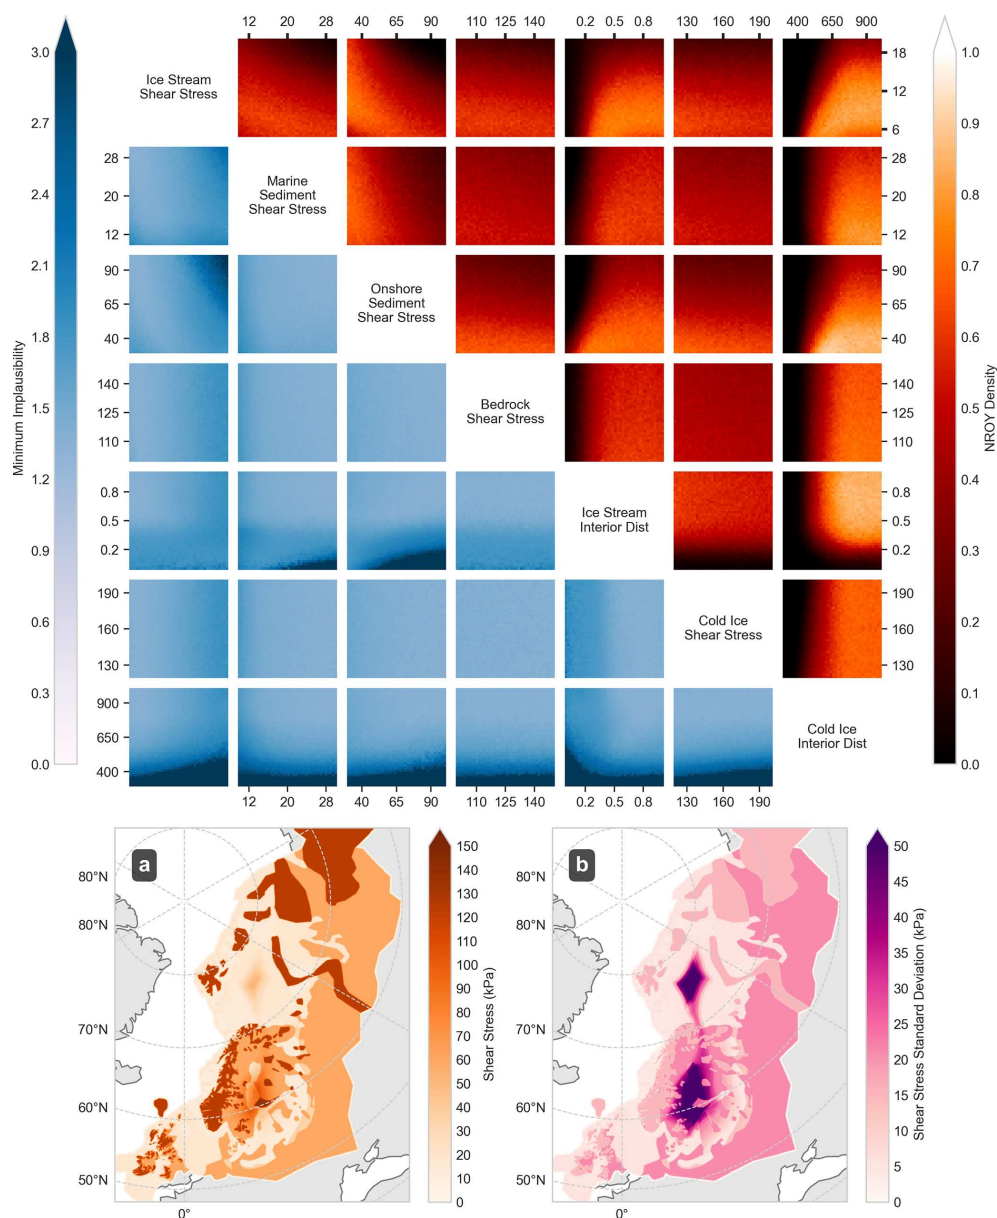 12 20 28 40 65 90 110 125 140 0.2 0.5 0.8 130 160 190 400 650 900
3.0
2.7
2.4
2.1
1.8
1.5
1.2
0.9
0.6
0.3
0.0
Minimum Implausibility
Ice Stream
Shear Stress
18
12
6
28
20
12
Marine
Sediment
Shear Stress
28
20
12
90
65
40
Onshore
Sediment
Shear Stress
90
65
40
140
125
110
Bedrock
Shear Stress
140
125
110
0.8
0.5
0.2
Ice Stream
Interior Dist
0.8
0.5
0.2
190
160
130
Cold Ice
Shear Stress
190
160
130
900
650
400
Cold Ice
Interior Dist
1.0
0.9
0.8
0.7
0.6
0.5
0.4
0.3
0.2
0.1
0.0
NROY Density
12 20 28 40 65 90 110 125 140 0.2 0.5 0.8 130 160 190
a
80°N
80°N
70°N
60°N
50°N
0°
150
140
130
120
110
100
90
80
70
60
50
40
30
20
10
0
Shear Stress (kPa)
b
80°N
80°N
70°N
60°N
50°N
0°
50
45
40
35
30
25
20
15
10
5
0
Shear Stress Standard Deviation (kPa)